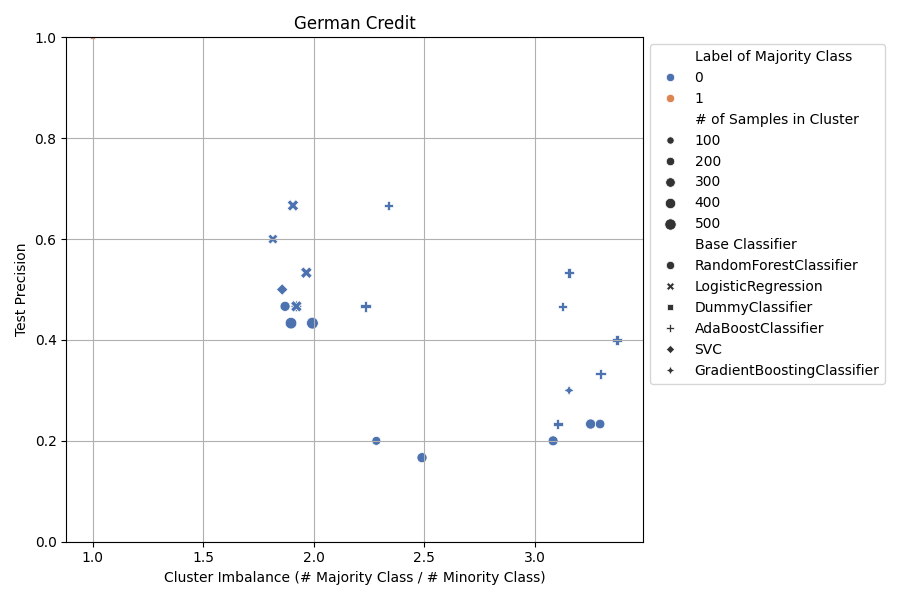 German Credit
Test Precision
1.0
0.8
0.6
0.4
0.2
0.0
1.0
1.5
2.0
2.5
3.0
Cluster Imbalance (# Majority Class / # Minority Class)
Label of Majority Class
0
1
# of Samples in Cluster
100
200
300
400
500
Base Classifier
RandomForestClassifier
LogisticRegression
DummyClassifier
AdaBoostClassifier
SVC
GradientBoostingClassifier